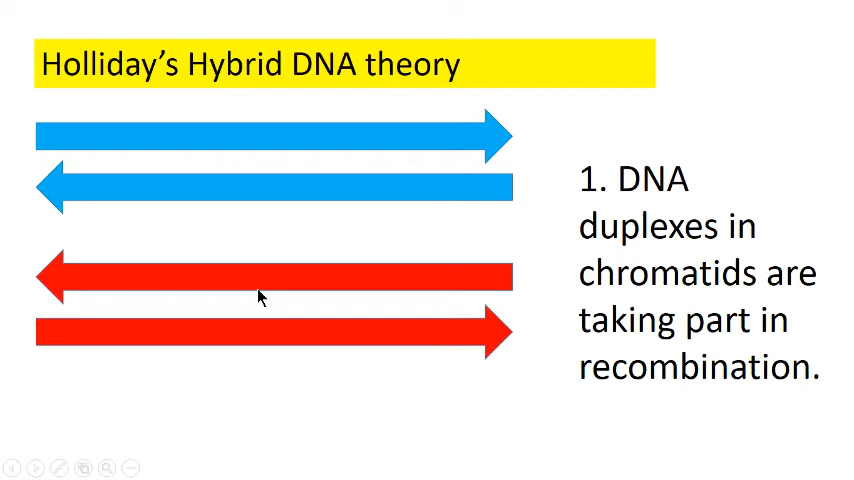 Holliday’s Hybrid DNA theory
1. DNA
duplexes in
chromatids are
taking part in
recombination.